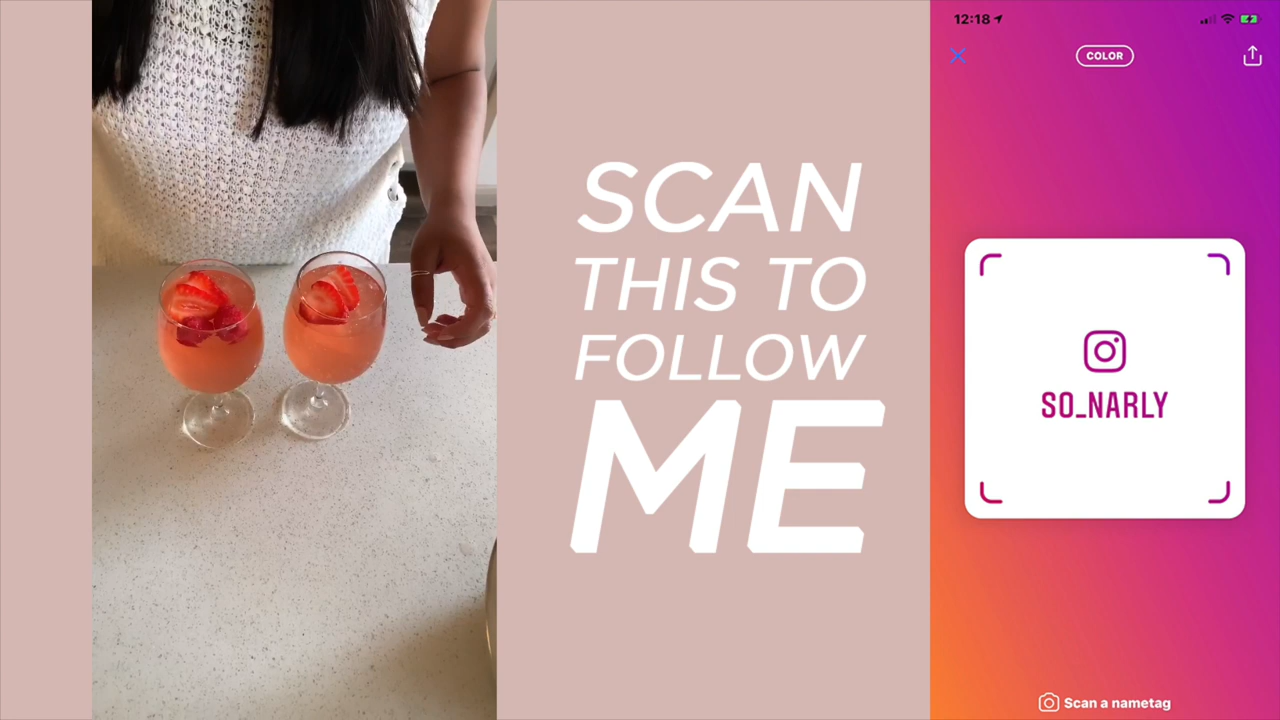 SCAN
THIS TO
FOLLOW
ME
12:18
COLOR
SO_NARLY
Scan a nametag